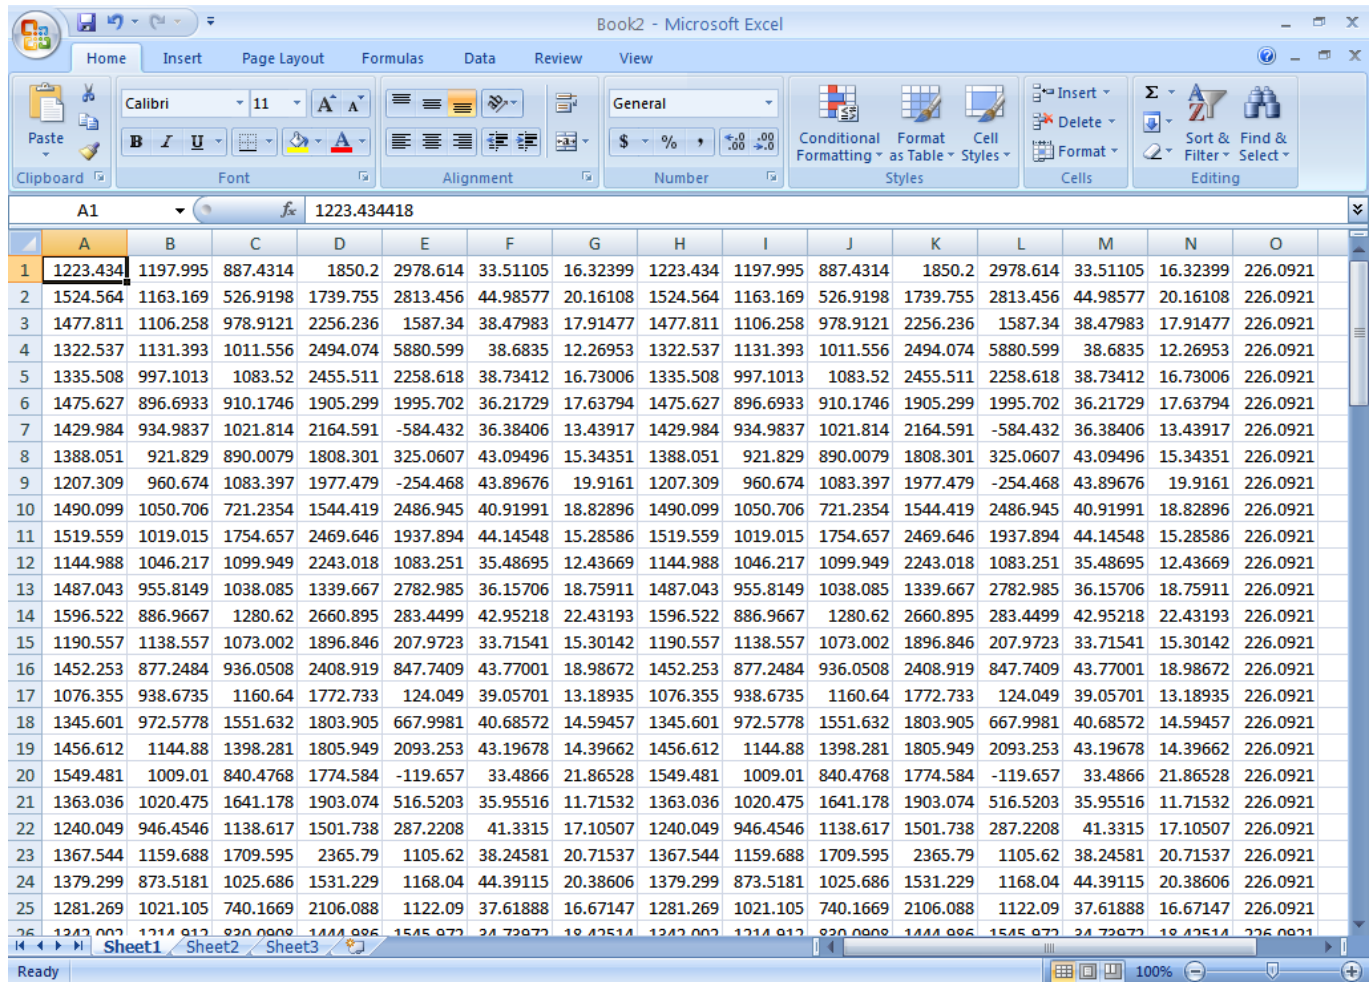 Book2 - Microsoft Excel
Home Insert Page Layout Formulas Data Review View
Calibri 11 A A General Insert Σ
Paste Delete
B I U A $ % , .0 .00 .00 .0 Conditional Formatting Format as Table Cell Styles Format Sort & Filter Find & Select
Clipboard Font Alignment Number Styles Cells Editing
A1 fx 1223.434418
A B C D E F G H I J K L M N O
1 1223.434 1197.995 887.4314 1850.2 2978.614 33.51105 16.32399 1223.434 1197.995 887.4314 1850.2 2978.614 33.51105 16.32399 226.0921
2 1524.564 1163.169 526.9198 1739.755 2813.456 44.98577 20.16108 1524.564 1163.169 526.9198 1739.755 2813.456 44.98577 20.16108 226.0921
3 1477.811 1106.258 978.9121 2256.236 1587.34 38.47983 17.91477 1477.811 1106.258 978.9121 2256.236 1587.34 38.47983 17.91477 226.0921
4 1322.537 1131.393 1011.556 2494.074 5880.599 38.6835 12.26953 1322.537 1131.393 1011.556 2494.074 5880.599 38.6835 12.26953 226.0921
5 1335.508 997.1013 1083.52 2455.511 2258.618 38.73412 16.73006 1335.508 997.1013 1083.52 2455.511 2258.618 38.73412 16.73006 226.0921
6 1475.627 896.6933 910.1746 1905.299 1995.702 36.21729 17.63794 1475.627 896.6933 910.1746 1905.299 1995.702 36.21729 17.63794 226.0921
7 1429.984 934.9837 1021.814 2164.591 -584.432 36.38406 13.43917 1429.984 934.9837 1021.814 2164.591 -584.432 36.38406 13.43917 226.0921
8 1388.051 921.829 890.0079 1808.301 325.0607 43.09496 15.34351 1388.051 921.829 890.0079 1808.301 325.0607 43.09496 15.34351 226.0921
9 1207.309 960.674 1083.397 1977.479 -254.468 43.89676 19.9161 1207.309 960.674 1083.397 1977.479 -254.468 43.89676 19.9161 226.0921
10 1490.099 1050.706 721.2354 1544.419 2486.945 40.91991 18.82896 1490.099 1050.706 721.2354 1544.419 2486.945 40.91991 18.82896 226.0921
11 1519.559 1019.015 1754.657 2469.646 1937.894 44.14548 15.28586 1519.559 1019.015 1754.657 2469.646 1937.894 44.14548 15.28586 226.0921
12 1144.988 1046.217 1099.949 2243.018 1083.251 35.48695 12.43669 1144.988 1046.217 1099.949 2243.018 1083.251 35.48695 12.43669 226.0921
13 1487.043 955.8149 1038.085 1339.667 2782.985 36.15706 18.75911 1487.043 955.8149 1038.085 1339.667 2782.985 36.15706 18.75911 226.0921
14 1596.522 886.9667 1280.62 2660.895 283.4499 42.95218 22.43193 1596.522 886.9667 1280.62 2660.895 283.4499 42.95218 22.43193 226.0921
15 1190.557 1138.557 1073.002 1896.846 207.9723 33.71541 15.30142 1190.557 1138.557 1073.002 1896.846 207.9723 33.71541 15.30142 226.0921
16 1452.253 877.2484 936.0508 2408.919 847.7409 43.77001 18.98672 1452.253 877.2484 936.0508 2408.919 847.7409 43.77001 18.98672 226.0921
17 1076.355 938.6735 1160.64 1772.733 124.049 39.05701 13.18935 1076.355 938.6735 1160.64 1772.733 124.049 39.05701 13.18935 226.0921
18 1345.601 972.5778 1551.632 1803.905 667.9981 40.68572 14.59457 1345.601 972.5778 1551.632 1803.905 667.9981 40.68572 14.59457 226.0921
19 1456.612 1144.88 1398.281 1805.949 2093.253 43.19678 14.39662 1456.612 1144.88 1398.281 1805.949 2093.253 43.19678 14.39662 226.0921
20 1549.481 1009.01 840.4768 1774.584 -119.657 33.4866 21.86528 1549.481 1009.01 840.4768 1774.584 -119.657 33.4866 21.86528 226.0921
21 1363.036 1020.475 1641.178 1903.074 516.5203 35.95516 11.71532 1363.036 1020.475 1641.178 1903.074 516.5203 35.95516 11.71532 226.0921
22 1240.049 946.4546 1138.617 1501.738 287.2208 41.3315 17.10507 1240.049 946.4546 1138.617 1501.738 287.2208 41.3315 17.10507 226.0921
23 1367.544 1159.688 1709.595 2365.79 1105.62 38.24581 20.71537 1367.544 1159.688 1709.595 2365.79 1105.62 38.24581 20.71537 226.0921
24 1379.299 873.5181 1025.686 1531.229 1168.04 44.39115 20.38606 1379.299 873.5181 1025.686 1531.229 1168.04 44.39115 20.38606 226.0921
25 1281.269 1021.105 740.1669 2106.088 1122.09 37.61888 16.67147 1281.269 1021.105 740.1669 2106.088 1122.09 37.61888 16.67147 226.0921
Sheet1 Sheet2 Sheet3
Ready 100%